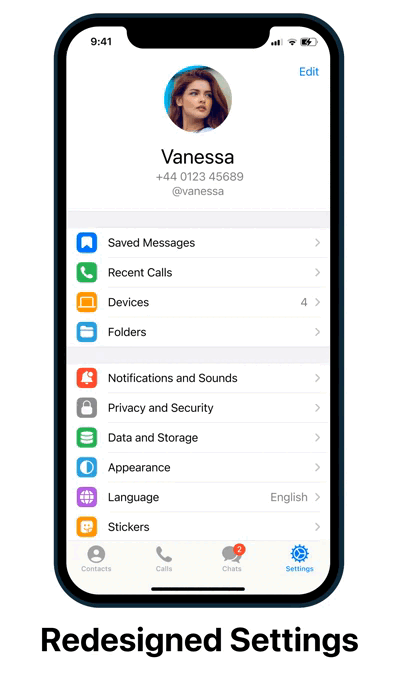 9:41
Edit
Vanessa
+44 0123 45689
@vanessa
Saved Messages
Recent Calls
Devices 4
Folders
Notifications and Sounds
Privacy and Security
Data and Storage
Appearance
Language English
Stickers
2
Contacts Calls Chats Settings
Redesigned Settings